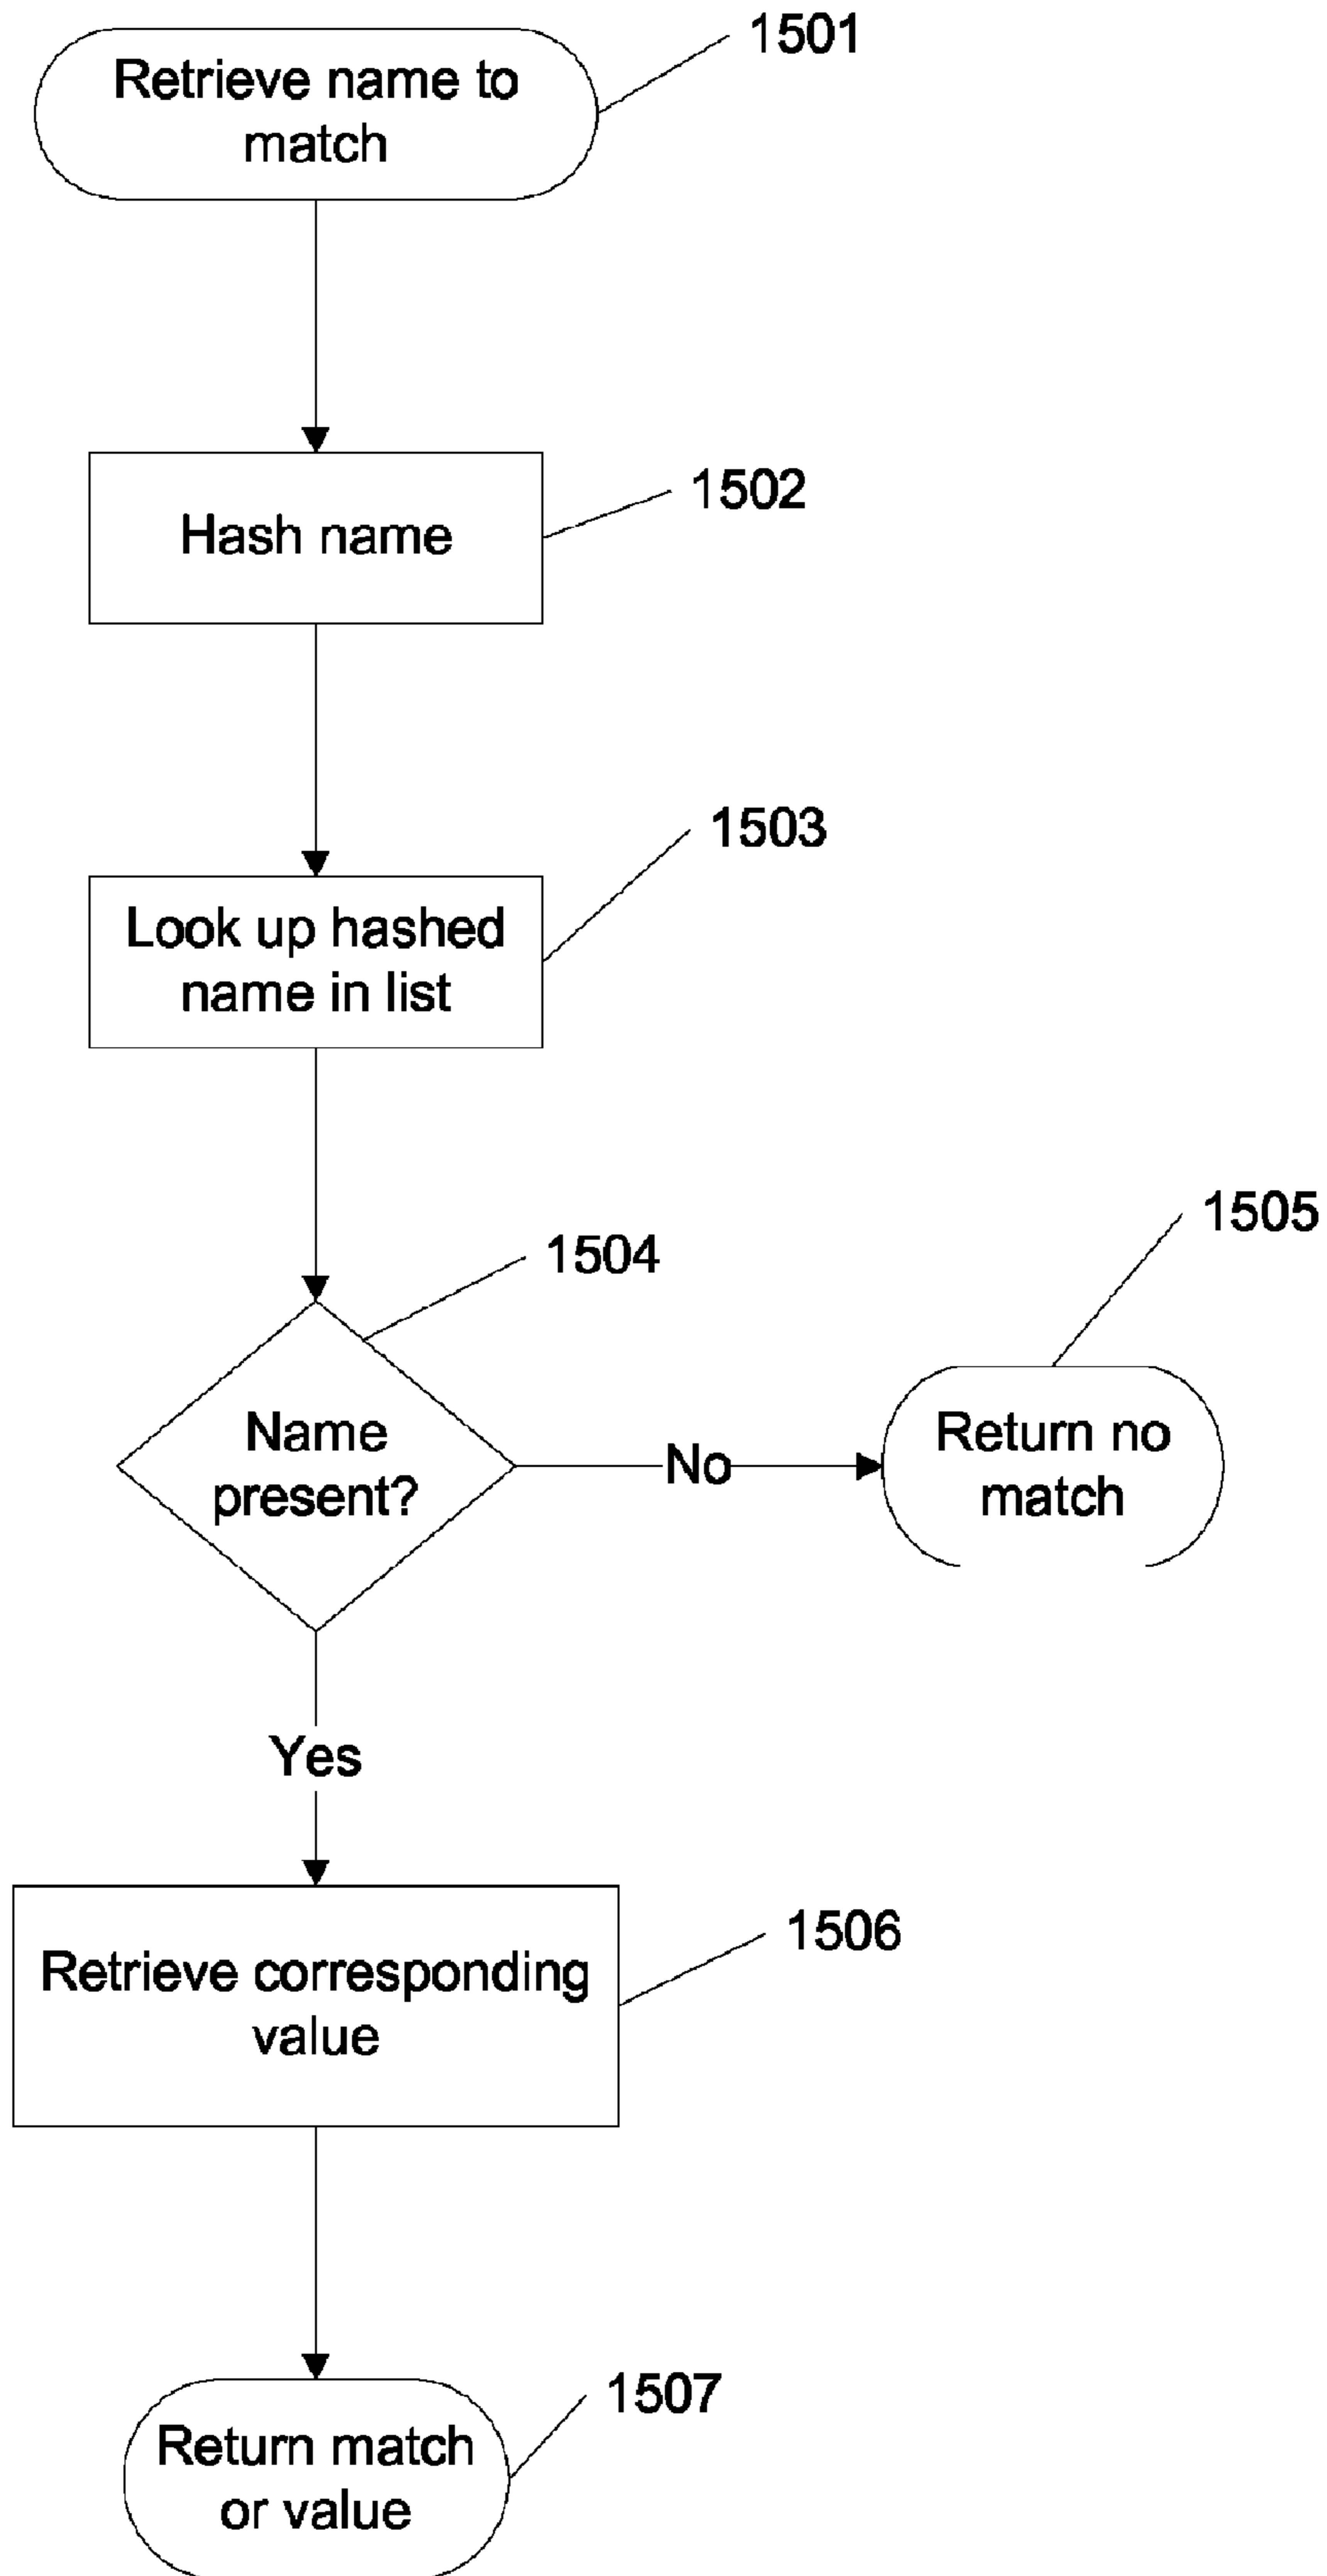 Retrieve name to
match
1501
Hash name
1502
1503
Look up hashed
name in list
1504
1505
Name
present?
No
Return no
match
Yes
1506
Retrieve corresponding
value
1507
Return match
or value